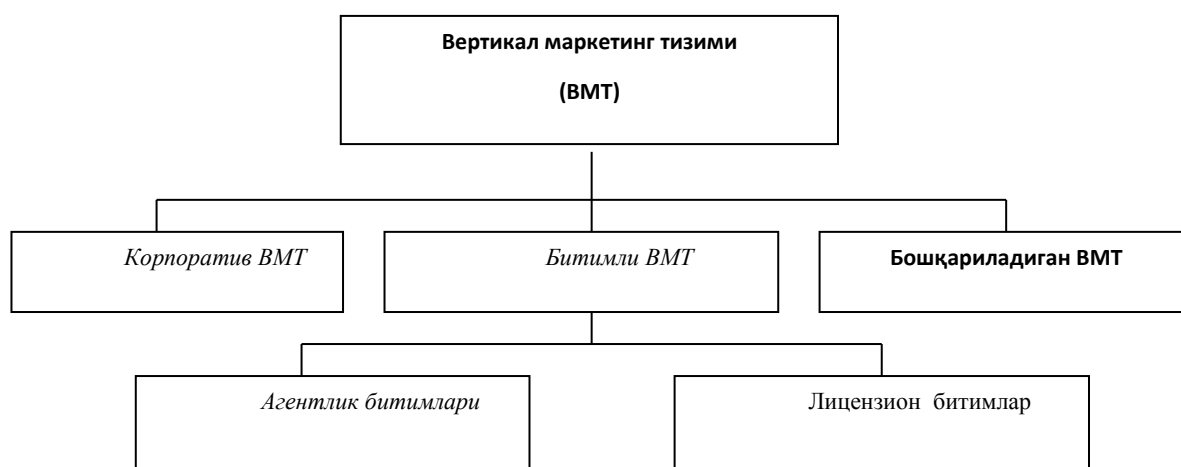 Вертикал маркетинг тизими
(ВМТ)
Корпоратив ВМТ
Битимли ВМТ
Бошқариладиган ВМТ
Агентлик битимлари
Лицензион битимлар